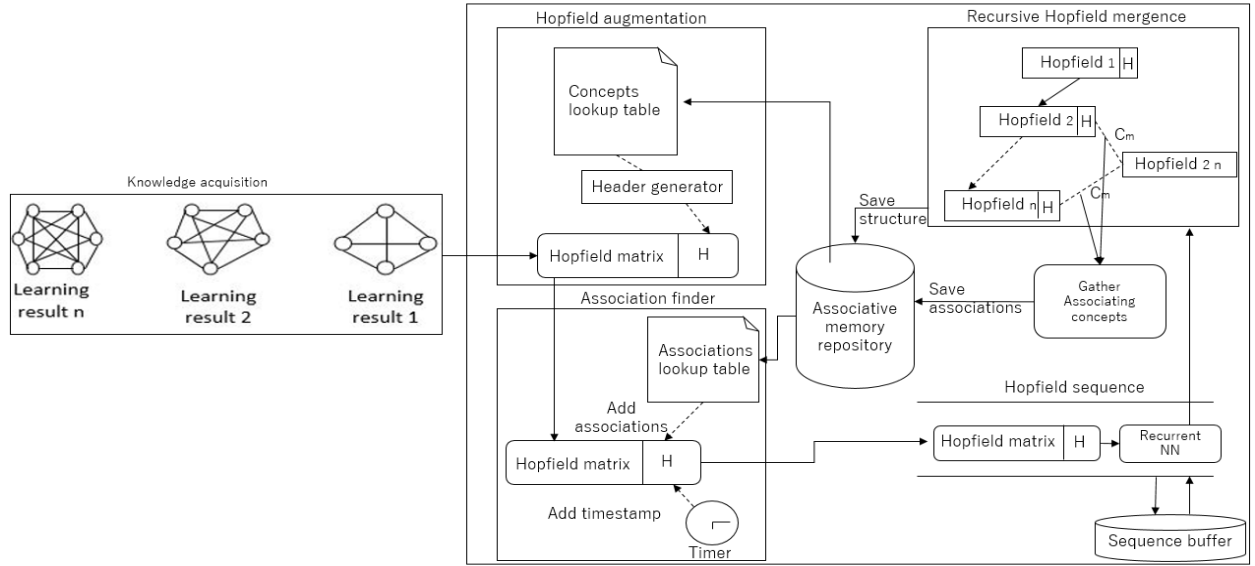 Knowledge acquisition
Learning
result n
Learning
result 2
Learning
result 1
Hopfield augmentation
Concepts
lookup table
Header generator
Hopfield matrix
H
Association finder
Associations
lookup table
Add
associations
Hopfield matrix
H
Add timestamp
Timer
Recursive Hopfield mergence
Hopfield 1
H
Hopfield 2
H
Cm
Hopfield 2 n
Cm
Hopfield n
H
Save
structure
Associative
memory
repository
Save
associations
Gather
Associating
concepts
Hopfield sequence
Hopfield matrix
H
Recurrent
NN
Sequence buffer